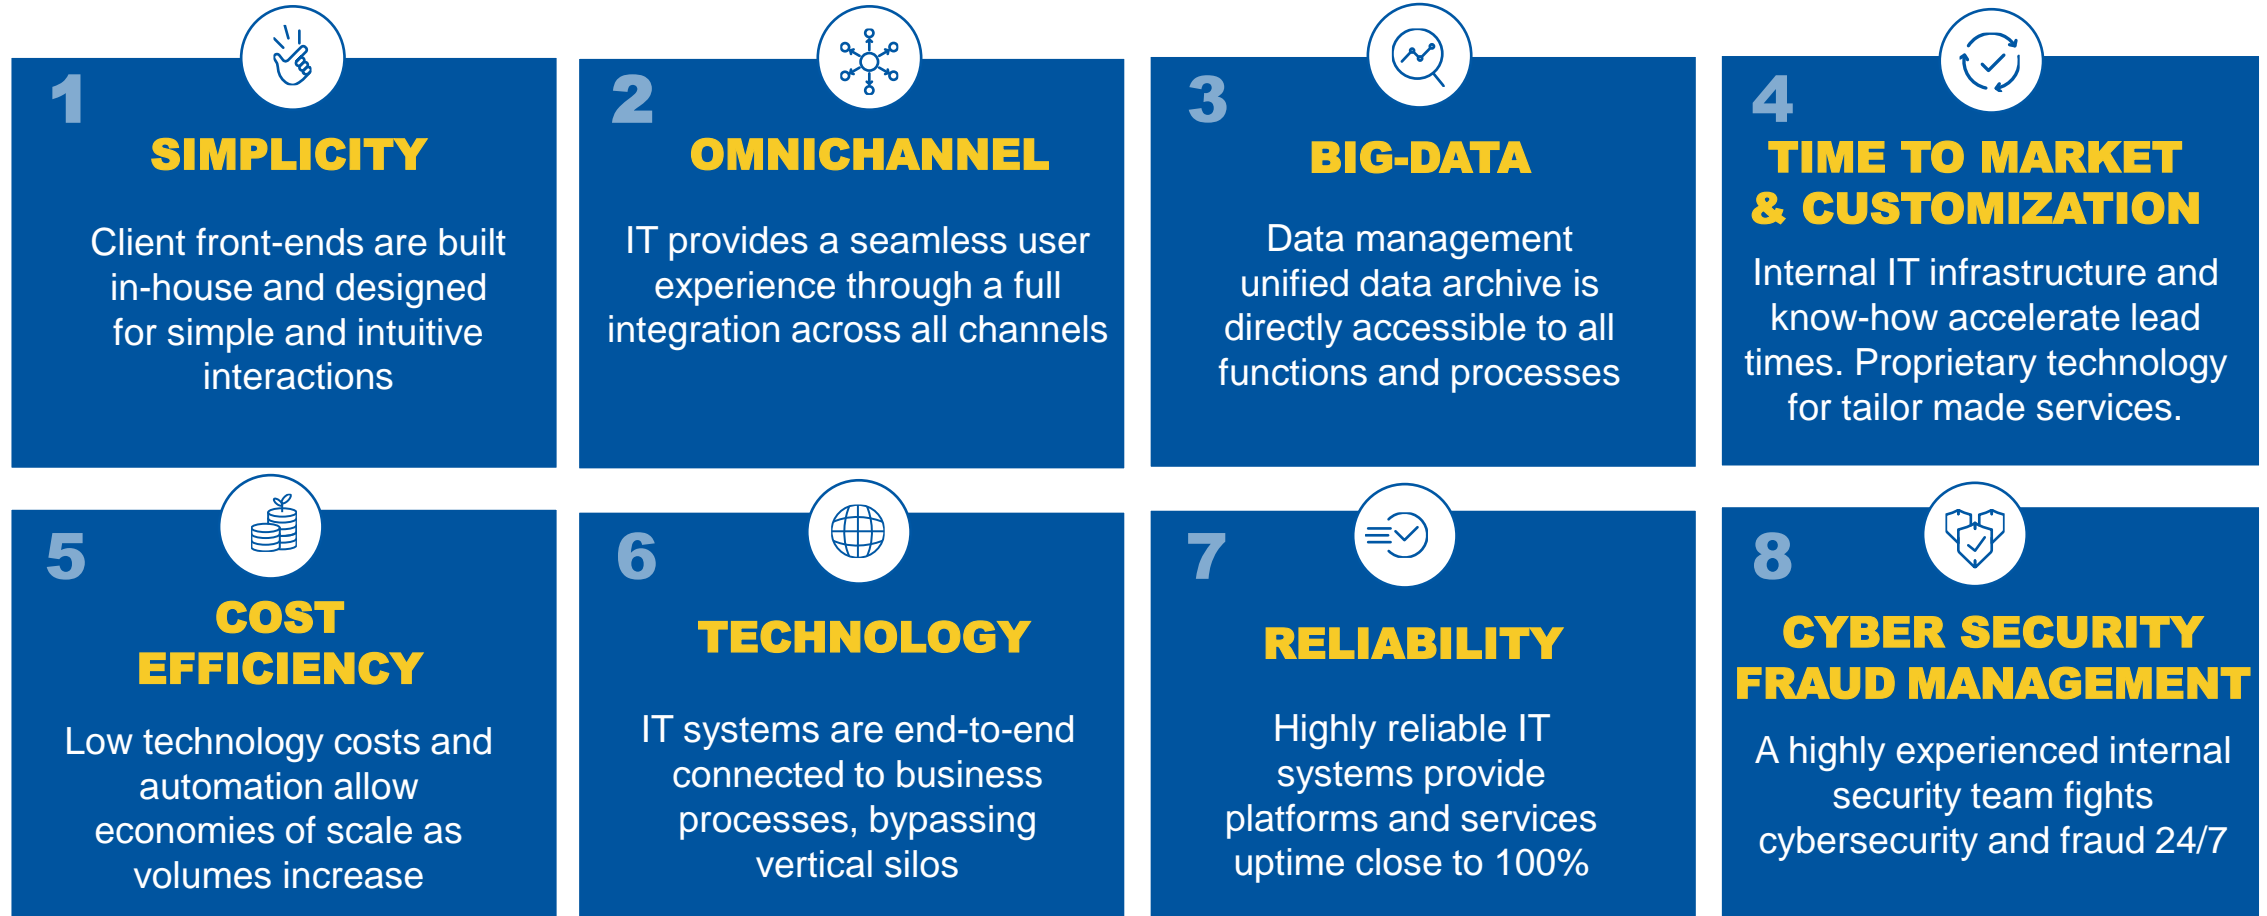 1
SIMPLICITY
Client front-ends are built
in-house and designed
for simple and intuitive
interactions
2
OMNICHANNEL
IT provides a seamless user
experience through a full
integration across all channels
3
BIG-DATA
Data management
unified data archive is
directly accessible to all
functions and processes
4
TIME TO MARKET
& CUSTOMIZATION
Internal IT infrastructure and
know-how accelerate lead
times. Proprietary technology
for tailor made services.
5
COST
EFFICIENCY
Low technology costs and
automation allow
economies of scale as
volumes increase
6
TECHNOLOGY
IT systems are end-to-end
connected to business
processes, bypassing
vertical silos
7
RELIABILITY
Highly reliable IT
systems provide
platforms and services
uptime close to 100%
8
CYBER SECURITY
FRAUD MANAGEMENT
A highly experienced internal
security team fights
cybersecurity and fraud 24/7